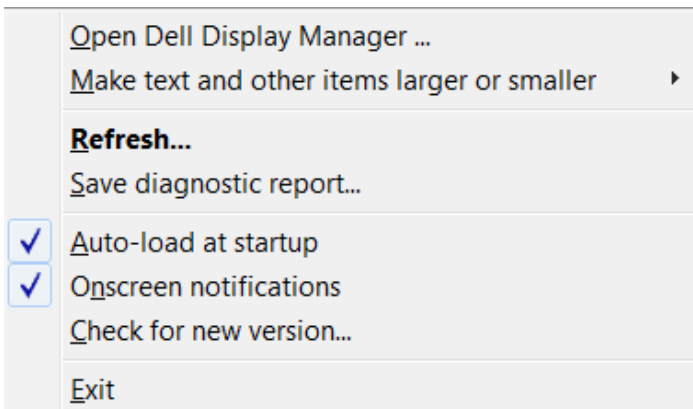 Open Dell Display Manager ...
Make text and other items larger or smaller
Refresh...
Save diagnostic report...
Auto-load at startup
Onscreen notifications
Check for new version...
Exit